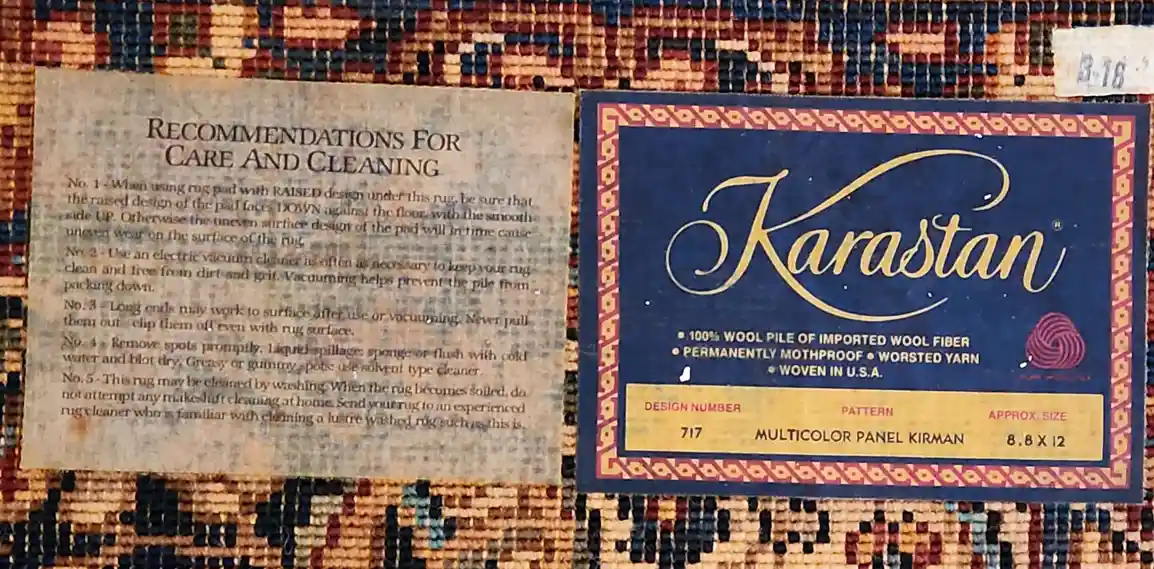 RECOMMENDATIONS FOR
CARE AND CLEANING
No. 1 - When using rug pad with RAISED design under this rug, be sure that
the raised design of the pad faces DOWN against the floor, with the smooth
side UP. Otherwise the uneven surface design of the pad will in time cause
uneven wear on the surface of the rug.
No. 2 - Use an electric vacuum cleaner as often as necessary to keep your rug
clean and free from dirt and grit. Vacuuming helps prevent the pile from
packing down.
No. 3 - Long ends may work to surface after use or vacuuming. Never pull
them out - clip them off even with rug surface.
No. 4 - Remove spots promptly. Liquid spillage: sponge or flush with cold
water and blot dry. Greasy or gummy spots: use solvent type cleaner.
No. 5 - This rug may be cleaned by washing. When the rug becomes soiled, do
not attempt any makeshift cleaning at home. Send your rug to an experienced
rug cleaner who is familiar with cleaning a lustre washed rug such as this is.
B-18
Karastan®
• 100% WOOL PILE OF IMPORTED WOOL FIBER
• PERMANENTLY MOTHPROOF • WORSTED YARN
• WOVEN IN U.S.A.
DESIGN NUMBER PATTERN APPROX. SIZE
717 MULTICOLOR PANEL KIRMAN 8.8 X 12